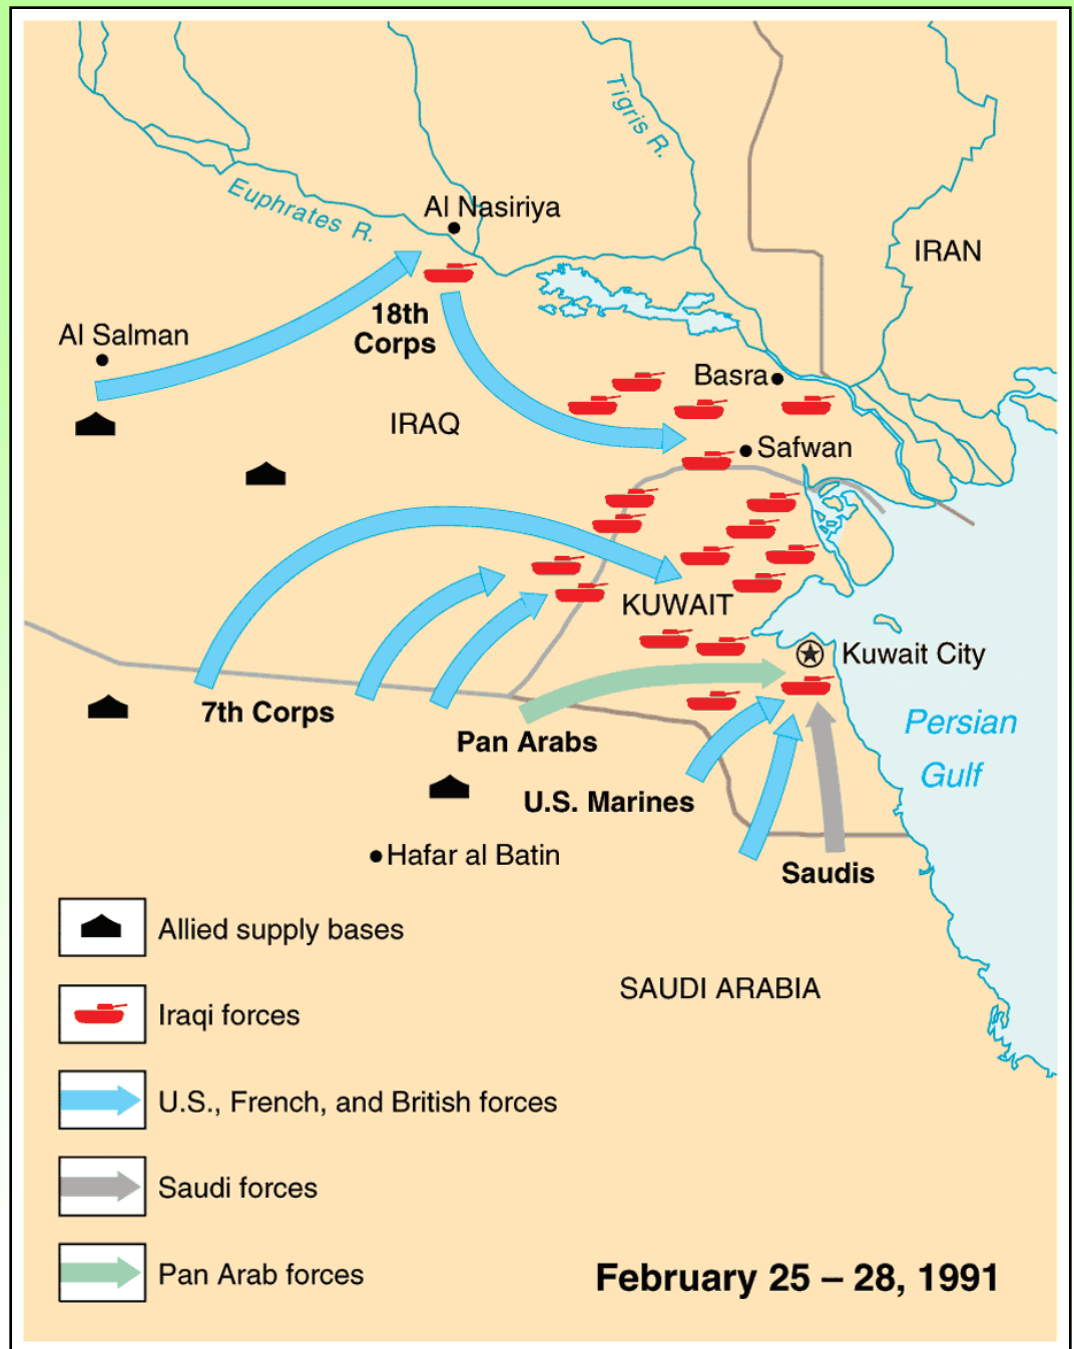 Tigris R.
Euphrates R.
Al Nasiriya
IRAN
18th
Corps
Al Salman
Basra
IRAQ
Safwan
KUWAIT
Kuwait City
7th Corps
Pan Arabs
Persian
Gulf
U.S. Marines
Hafar al Batin
Saudis
Allied supply bases
SAUDI ARABIA
Iraqi forces
U.S., French, and British forces
Saudi forces
Pan Arab forces
February 25 – 28, 1991